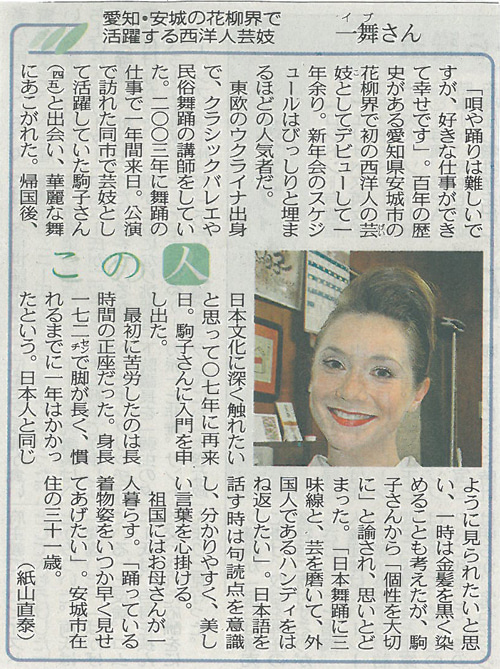 愛知・安城の花柳界で
活躍する西洋人芸妓
イブ
一舞さん
「唄や踊りは難しいで
すが、好きな仕事ができ
て幸せです」。百年の歴
史がある愛知県安城市の
花柳界で初の西洋人の芸
げいこ
妓としてデビューして一
年余り。新年会のスケジ
ュールはびっしりと埋ま
るほどの人気者だ。
東欧のウクライナ出身
で、クラシックバレエや
民俗舞踊の講師をしてい
た。二〇〇三年に舞踊の
仕事で一年間来日。公演
で訪れた同市で芸妓とし
て活躍していた駒子さん
(四五)と出会い、華麗な舞
にあこがれた。帰国後、
この人
日本文化に深く触れたい
と思って〇七年に再来
日。駒子さんに入門を申
し出た。
最初に苦労したのは長
時間の正座だった。身長
一七二センチで脚が長く、慣
れるまでに一年はかかっ
たという。日本人と同じ
ように見られたいと思
い、一時は金髪を黒く染
めることも考えたが、駒
子さんから「個性を大切
に」と諭され、思いとど
まった。「日本舞踊に三
味線と、芸を磨いて、外
国人であるハンディをは
ね返したい」。日本語を
話す時は句読点を意識
し、分かりやすく、美し
い言葉を心掛ける。
祖国にはお母さんが一
人暮らす。「踊っている
着物姿をいつか早く見せ
てあげたい」。安城市在
住の三十一歳。
(紙山直泰)